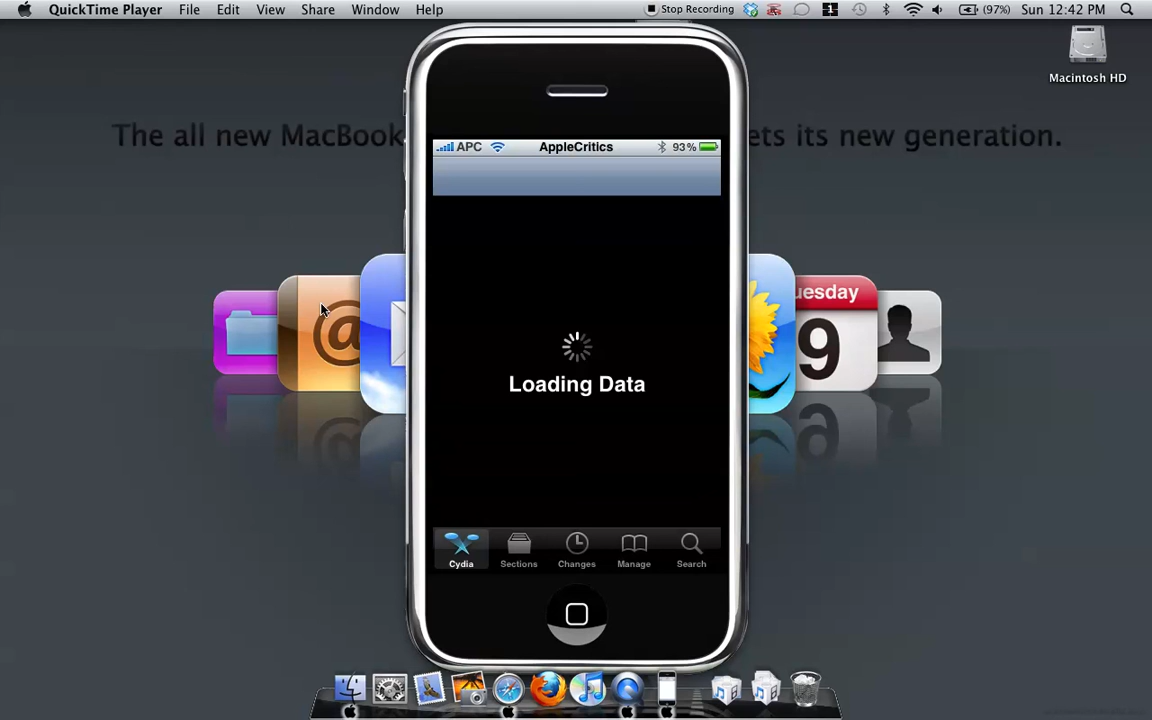 QuickTime Player File Edit View Share Window Help Stop Recording 1 (97%) Sun 12:42 PM
Macintosh HD
The all new MacBook ets its new generation.
APC AppleCritics 93%
uesday
9
@
Loading Data
Cydia Sections Changes Manage Search